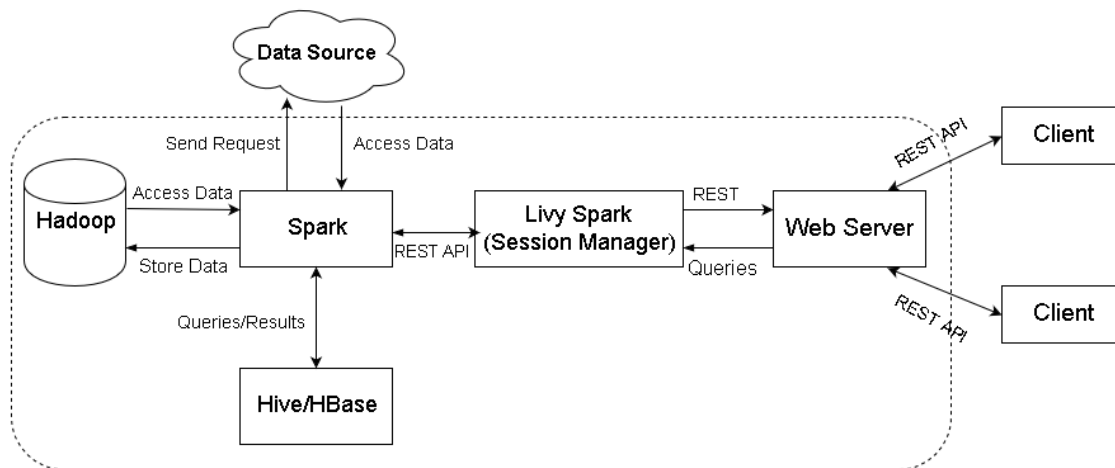 Data Source
Send Request
Access Data
REST API
Client
Hadoop
Access Data
Store Data
Spark
REST API
Livy Spark
(Session Manager)
REST
Queries
Web Server
REST API
Client
Queries/Results
Hive/HBase